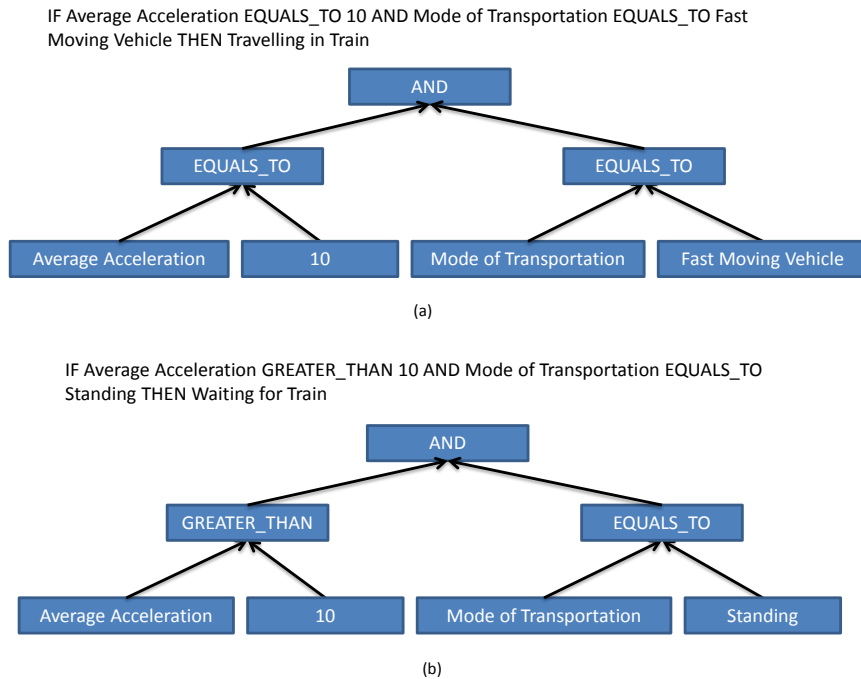 IF Average Acceleration EQUALS_TO 10 AND Mode of Transportation EQUALS_TO Fast
Moving Vehicle THEN Travelling in Train
AND
EQUALS_TO
EQUALS_TO
Average Acceleration
10
Mode of Transportation
Fast Moving Vehicle
(a)
IF Average Acceleration GREATER_THAN 10 AND Mode of Transportation EQUALS_TO
Standing THEN Waiting for Train
AND
GREATER_THAN
EQUALS_TO
Average Acceleration
10
Mode of Transportation
Standing
(b)